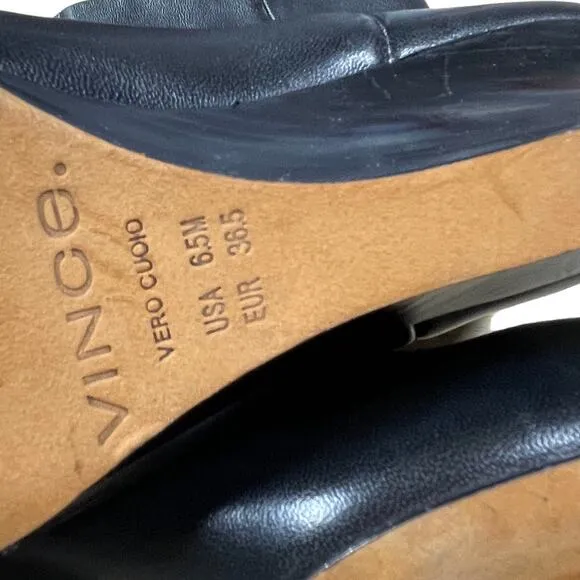 VINCE.
VERO CUOIO
USA 6.5M
EUR 36.5